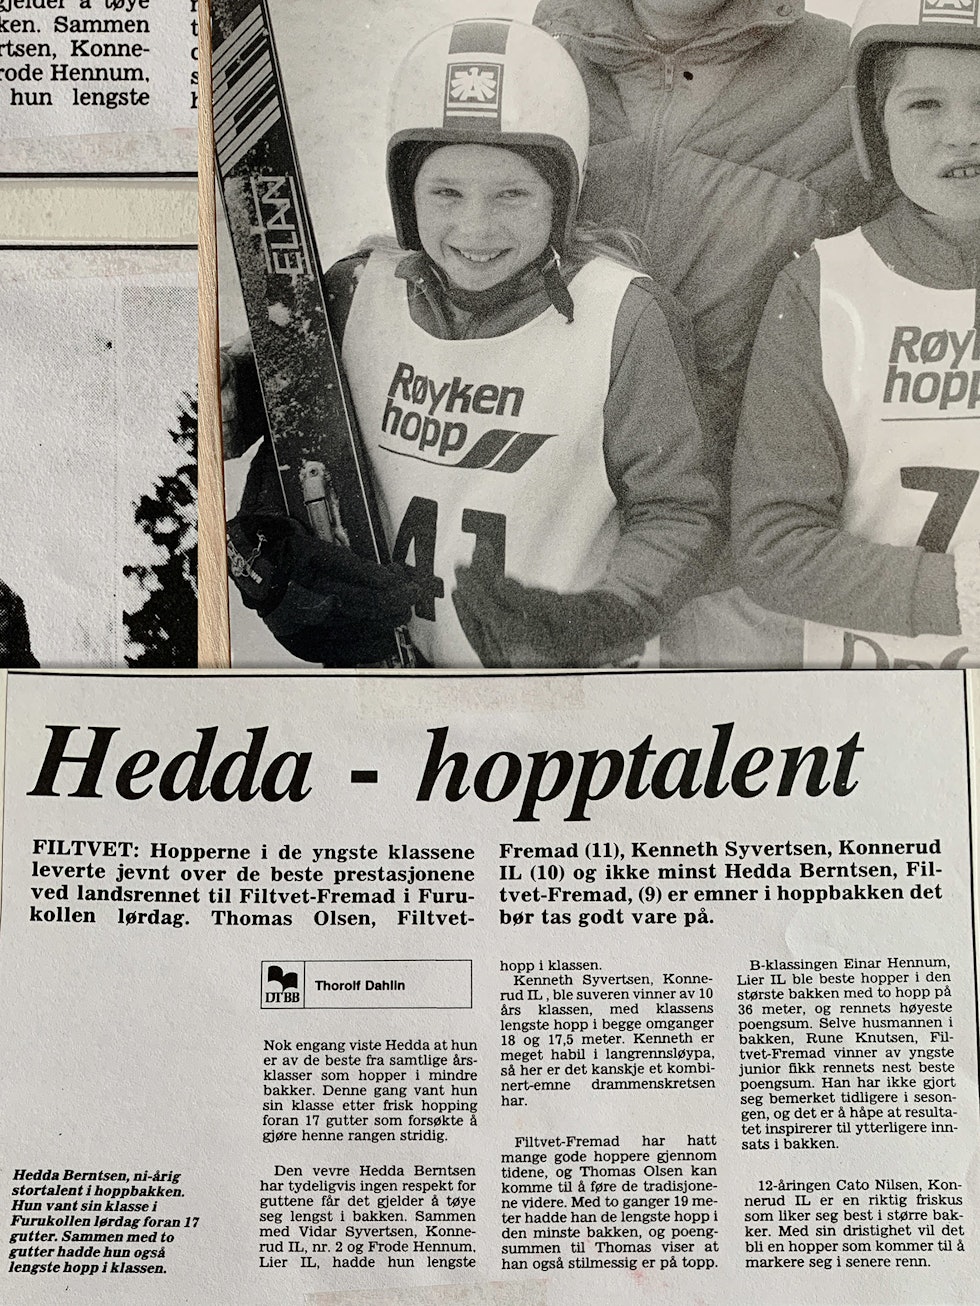 jelder å tøye
ken. Sammen
rtsen, Konne-
rode Hennum,
hun lengste
ELAN
Røyken
hopp
41
Røyk
hopp
7
Hedda - hopptalent
FILTVET: Hopperne i de yngste klassene
leverte jevnt over de beste prestasjonene
ved landsrennet til Filtvet-Fremad i Furu-
kollen lørdag. Thomas Olsen, Filtvet-
Fremad (11), Kenneth Syvertsen, Konnerud
IL (10) og ikke minst Hedda Berntsen, Fil-
tvet-Fremad, (9) er emner i hoppbakken det
bør tas godt vare på.
Hedda Berntsen, ni-årig
stortalent i hoppbakken.
Hun vant sin klasse i
Furukollen lørdag foran 17
gutter. Sammen med to
gutter hadde hun også
lengste hopp i klassen.
DTBB
Thorolf Dahlin
Nok engang viste Hedda at hun
er av de beste fra samtlige års-
klasser som hopper i mindre
bakker. Denne gang vant hun
sin klasse etter frisk hopping
foran 17 gutter som forsøkte å
gjøre henne rangen stridig.
Den vevre Hedda Berntsen
har tydeligvis ingen respekt for
guttene får det gjelder å tøye
seg lengst i bakken. Sammen
med Vidar Syvertsen, Konne-
rud IL, nr. 2 og Frode Hennum,
Lier IL, hadde hun lengste
hopp i klassen.
Kenneth Syvertsen, Konne-
rud IL , ble suveren vinner av 10
års klassen, med klassens
lengste hopp i begge omganger
18 og 17,5 meter. Kenneth er
meget habil i langrennsløypa,
så her er det kanskje et kombi-
nert-emne drammenskretsen
har.
Filtvet-Fremad har hatt
mange gode hoppere gjennom
tidene, og Thomas Olsen kan
komme til å føre de tradisjone-
ne videre. Med to ganger 19 me-
ter hadde han de lengste hopp i
den minste bakken, og poeng-
summen til Thomas viser at
han også stilmessig er på topp.
B-klassingen Einar Hennum,
Lier IL ble beste hopper i den
største bakken med to hopp på
36 meter, og rennets høyeste
poengsum. Selve husmannen i
bakken, Rune Knutsen, Fil-
tvet-Fremad vinner av yngste
junior fikk rennets nest beste
poengsum. Han har ikke gjort
seg bemerket tidligere i seson-
gen, og det er å håpe at resulta-
tet inspirerer til ytterligere inn-
sats i bakken.
12-åringen Cato Nilsen, Kon-
nerud IL er en riktig friskus
som liker seg best i større bak-
ker. Med sin dristighet vil det
bli en hopper som kommer til å
markere seg i senere renn.